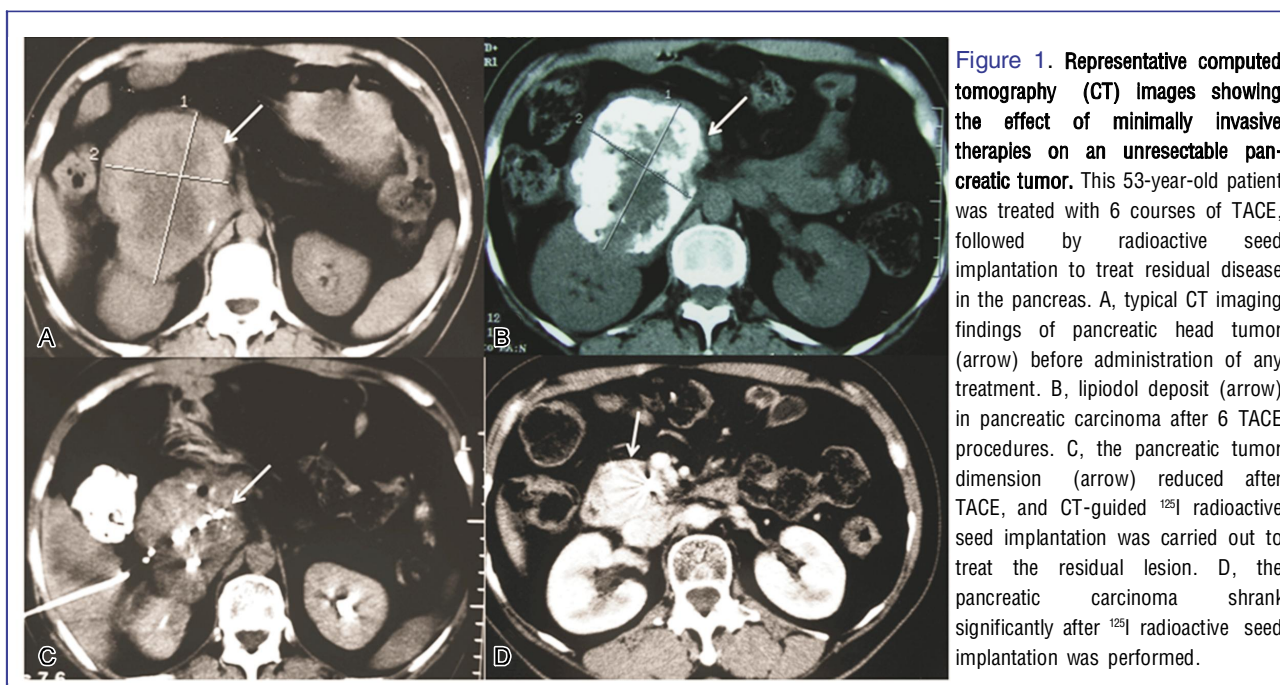 1
2
A
D+
R1
1
2
12
B
C
7 6
L
D
Figure 1. Representative computed
tomography (CT) images showing
the effect of minimally invasive
therapies on an unresectable pan-
creatic tumor. This 53-year-old patient
was treated with 6 courses of TACE,
followed by radioactive seed
implantation to treat residual disease
in the pancreas. A, typical CT imaging
findings of pancreatic head tumor
(arrow) before administration of any
treatment. B, lipiodol deposit (arrow)
in pancreatic carcinoma after 6 TACE
procedures. C, the pancreatic tumor
dimension (arrow) reduced after
TACE, and CT-guided ¹²⁵I radioactive
seed implantation was carried out to
treat the residual lesion. D, the
pancreatic carcinoma shrank
significantly after ¹²⁵I radioactive seed
implantation was performed.